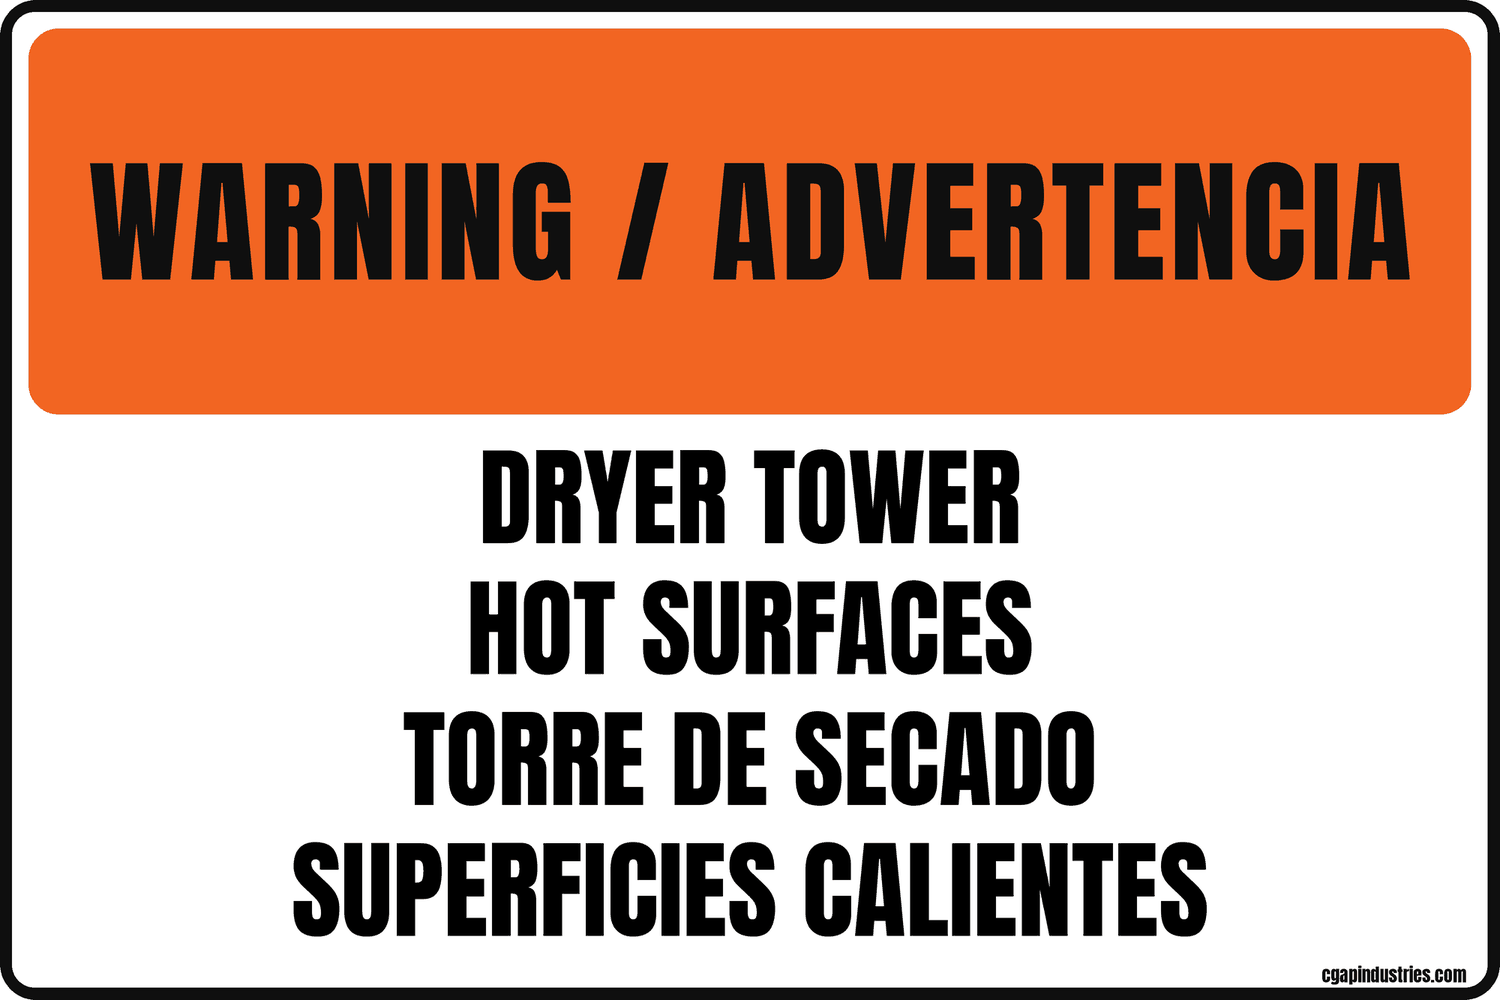 WARNING / ADVERTENCIA
DRYER TOWER
HOT SURFACES
TORRE DE SECADO
SUPERFICIES CALIENTES
cgapindustries.com